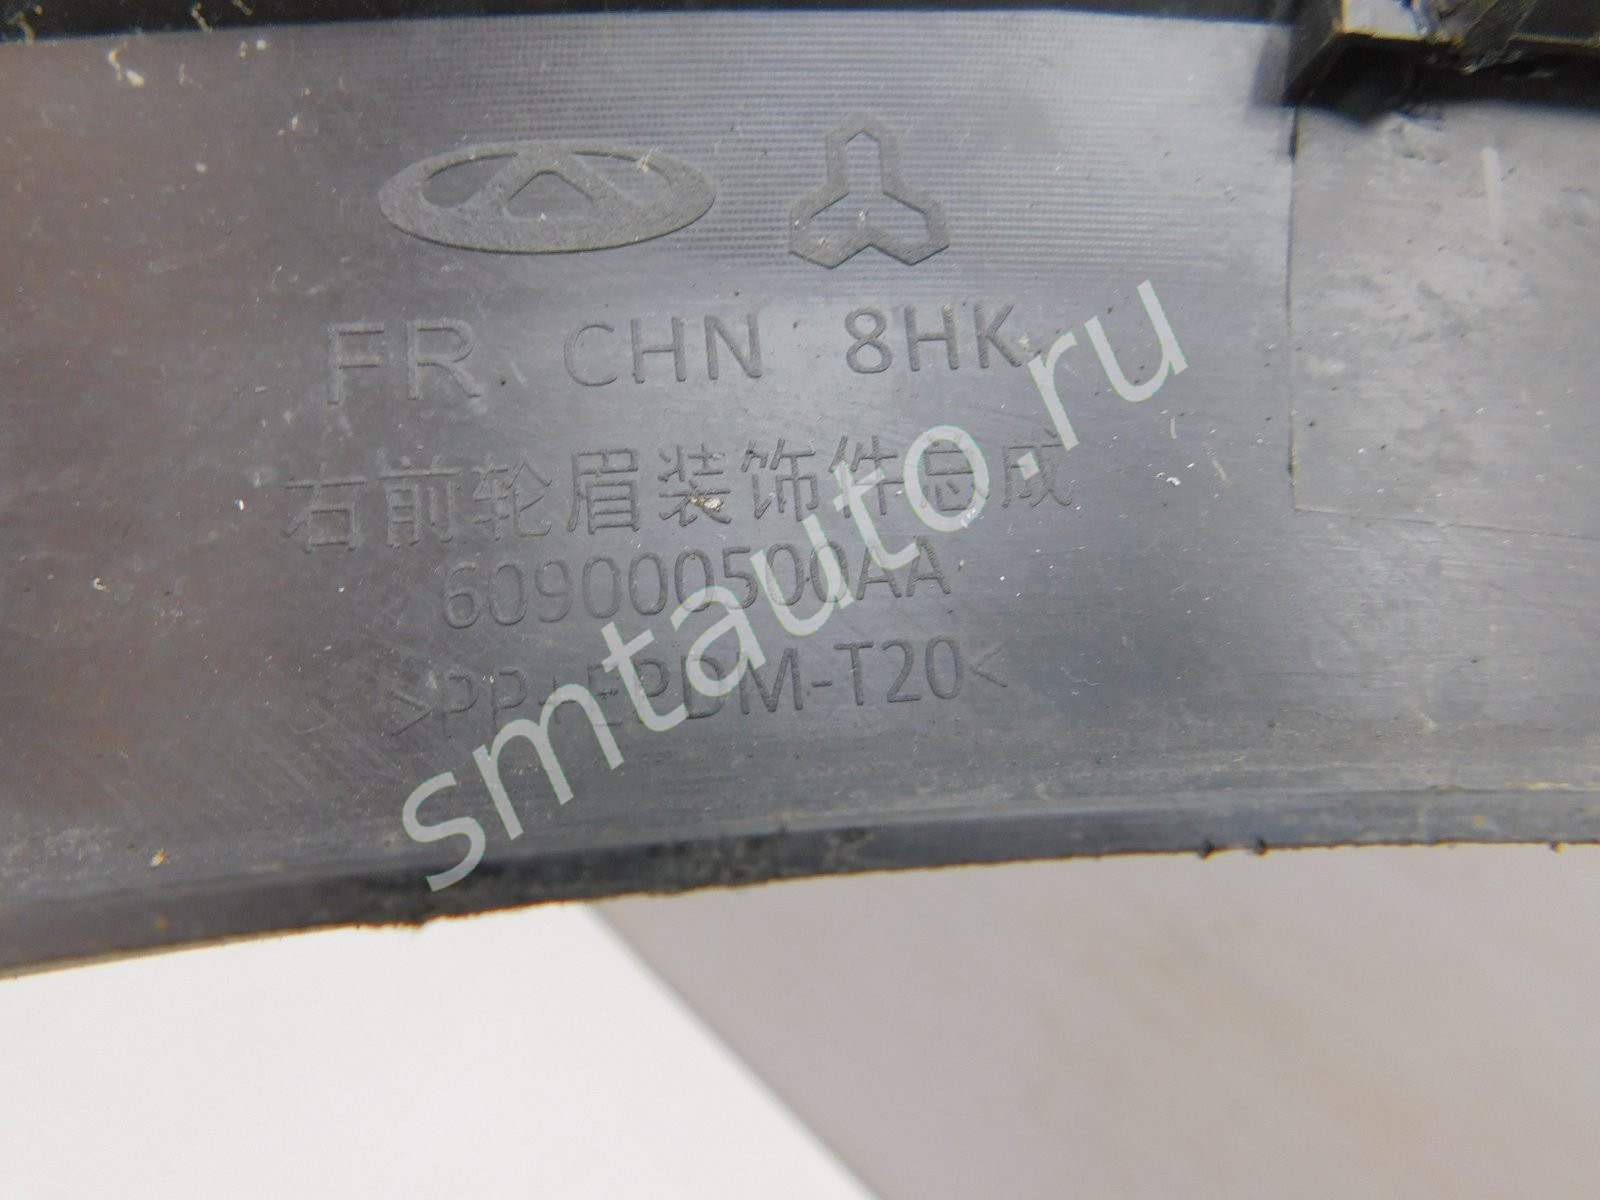 FR CHN 8HK
右前轮眉装饰件总成
609000500AA
>PP+EPDM-T20<
smtauto.ru